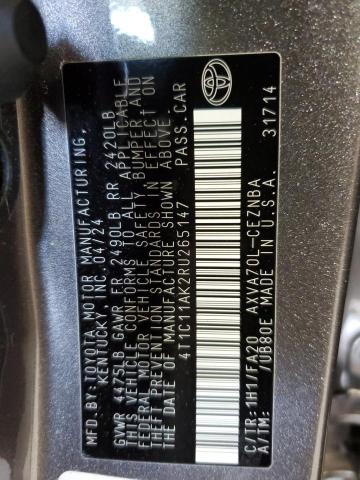 MFD. BY: TOYOTA MOTOR MANUFACTURING,
KENTUCKY, INC. 04/24
GVWR 4475LB GAWR FR 2490LB RR 2420LB
THIS VEHICLE CONFORMS TO ALL APPLICABLE
FEDERAL MOTOR VEHICLE SAFETY, BUMPER AND
THEFT PREVENTION STANDARDS IN EFFECT ON
THE DATE OF MANUFACTURE SHOWN ABOVE.
4T1C11AK2RU265147 PASS. CAR
C/TR: 1H1/FA20 AXVA70L-CEZNBA
A/TM: /UB80E MADE IN U.S.A. 31714